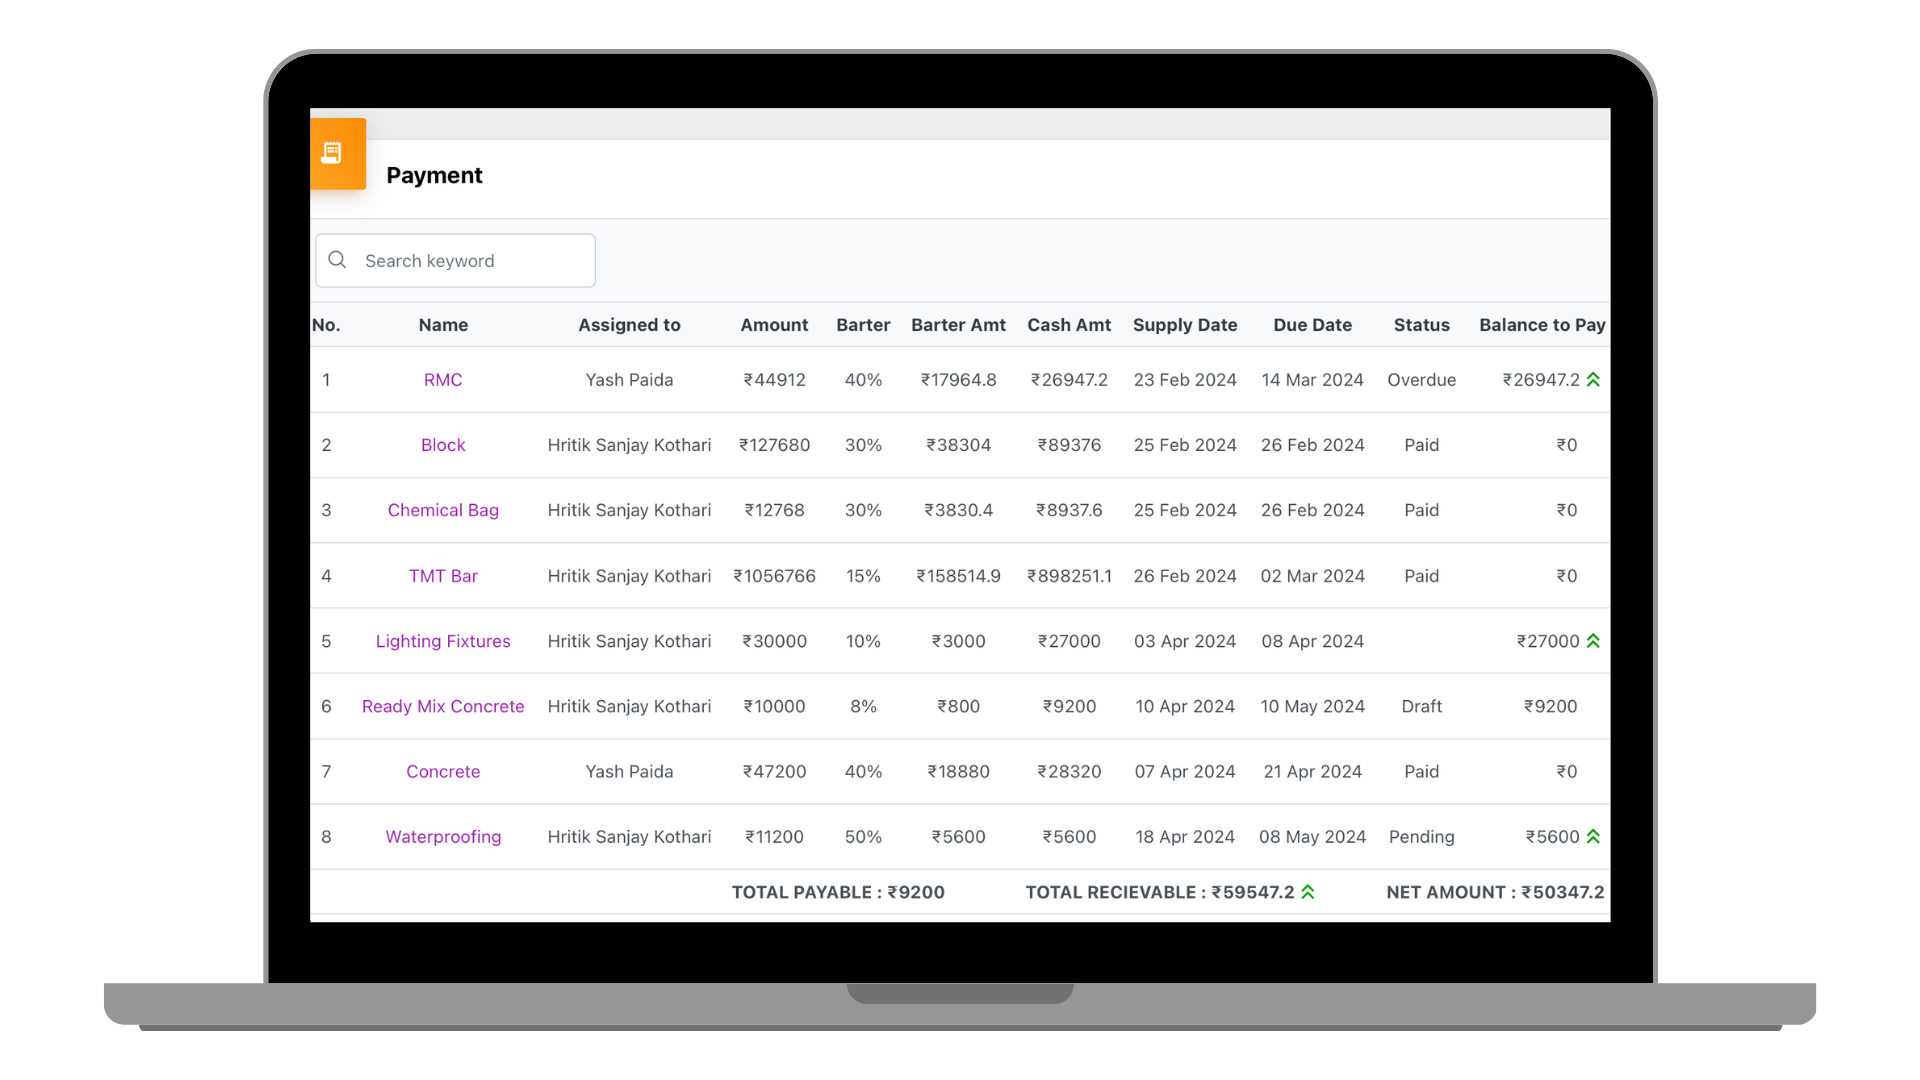 Payment
Search keyword
No. Name Assigned to Amount Barter Barter Amt Cash Amt Supply Date Due Date Status Balance to Pay
1 RMC Yash Paida ₹44912 40% ₹17964.8 ₹26947.2 23 Feb 2024 14 Mar 2024 Overdue ₹26947.2
2 Block Hritik Sanjay Kothari ₹127680 30% ₹38304 ₹89376 25 Feb 2024 26 Feb 2024 Paid ₹0
3 Chemical Bag Hritik Sanjay Kothari ₹12768 30% ₹3830.4 ₹8937.6 25 Feb 2024 26 Feb 2024 Paid ₹0
4 TMT Bar Hritik Sanjay Kothari ₹1056766 15% ₹158514.9 ₹898251.1 26 Feb 2024 02 Mar 2024 Paid ₹0
5 Lighting Fixtures Hritik Sanjay Kothari ₹30000 10% ₹3000 ₹27000 03 Apr 2024 08 Apr 2024 ₹27000
6 Ready Mix Concrete Hritik Sanjay Kothari ₹10000 8% ₹800 ₹9200 10 Apr 2024 10 May 2024 Draft ₹9200
7 Concrete Yash Paida ₹47200 40% ₹18880 ₹28320 07 Apr 2024 21 Apr 2024 Paid ₹0
8 Waterproofing Hritik Sanjay Kothari ₹11200 50% ₹5600 ₹5600 18 Apr 2024 08 May 2024 Pending ₹5600
TOTAL PAYABLE : ₹9200 TOTAL RECIEVABLE : ₹59547.2 NET AMOUNT : ₹50347.2